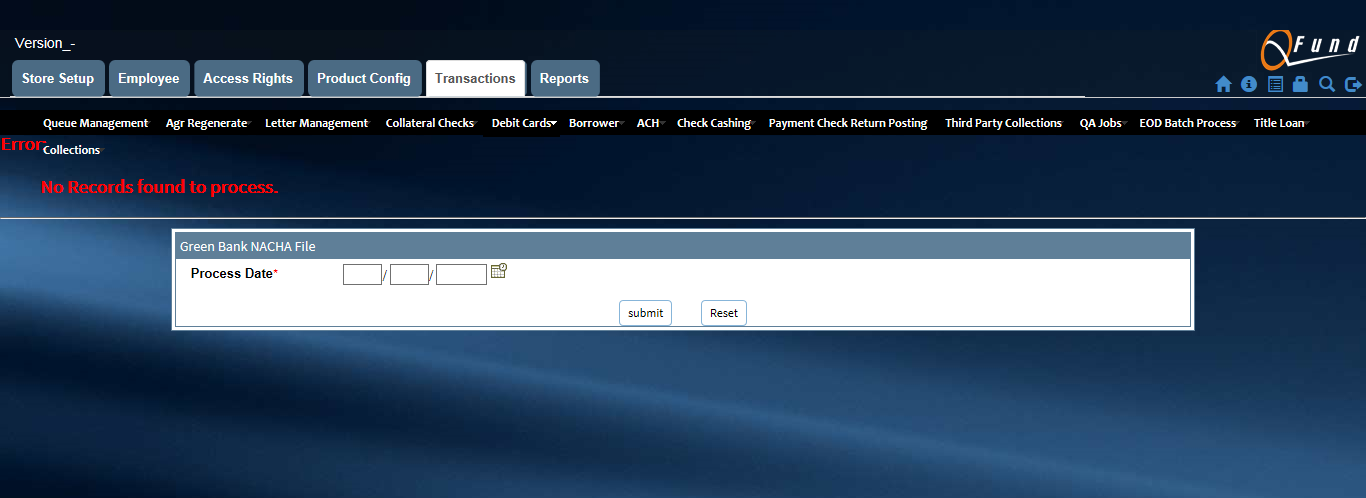 Version_-
QFund
Store Setup Employee Access Rights Product Config Transactions Reports
Queue Management Agr Regenerate Letter Management Collateral Checks Debit Cards Borrower ACH Check Cashing Payment Check Return Posting Third Party Collections QA Jobs EOD Batch Process Title Loan
Error: Collections
No Records found to process.
Green Bank NACHA File
Process Date* / /
submit Reset